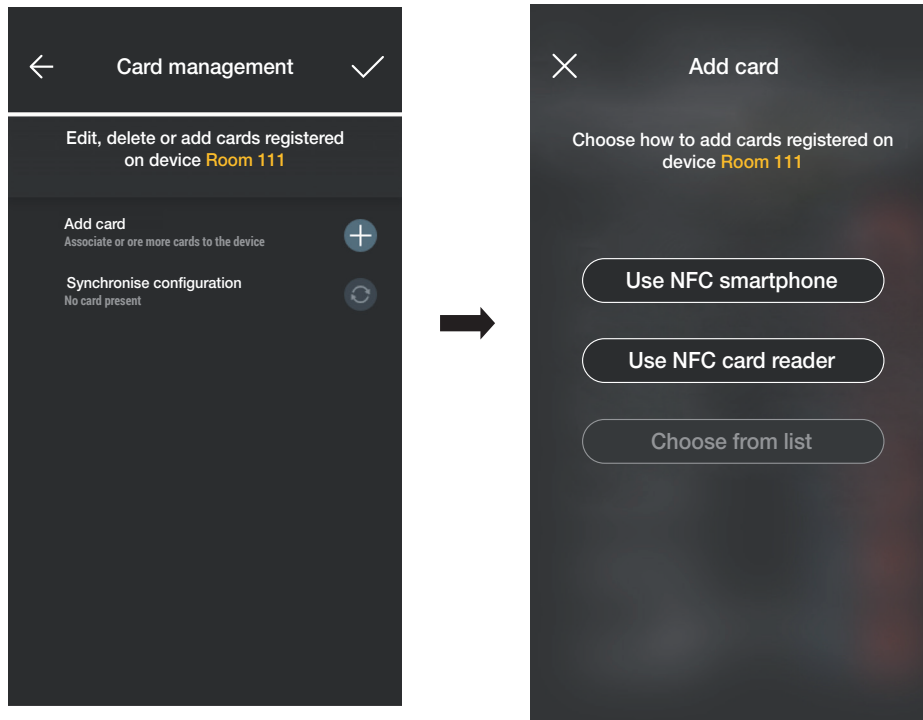 Card management
Edit, delete or add cards registered
on device Room 111
Add card
Associate or ore more cards to the device
Synchronise configuration
No card present
Add card
Choose how to add cards registered on
device Room 111
Use NFC smartphone
Use NFC card reader
Choose from list